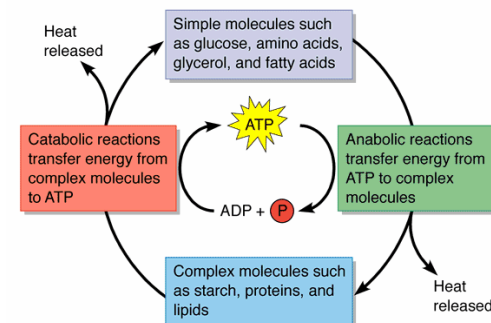 Heat
released
Simple molecules such
as glucose, amino acids,
glycerol, and fatty acids
ATP
Catabolic reactions
transfer energy from
complex molecules
to ATP
Anabolic reactions
transfer energy from
ATP to complex
molecules
ADP + P
Complex molecules such
as starch, proteins, and
lipids
Heat
released